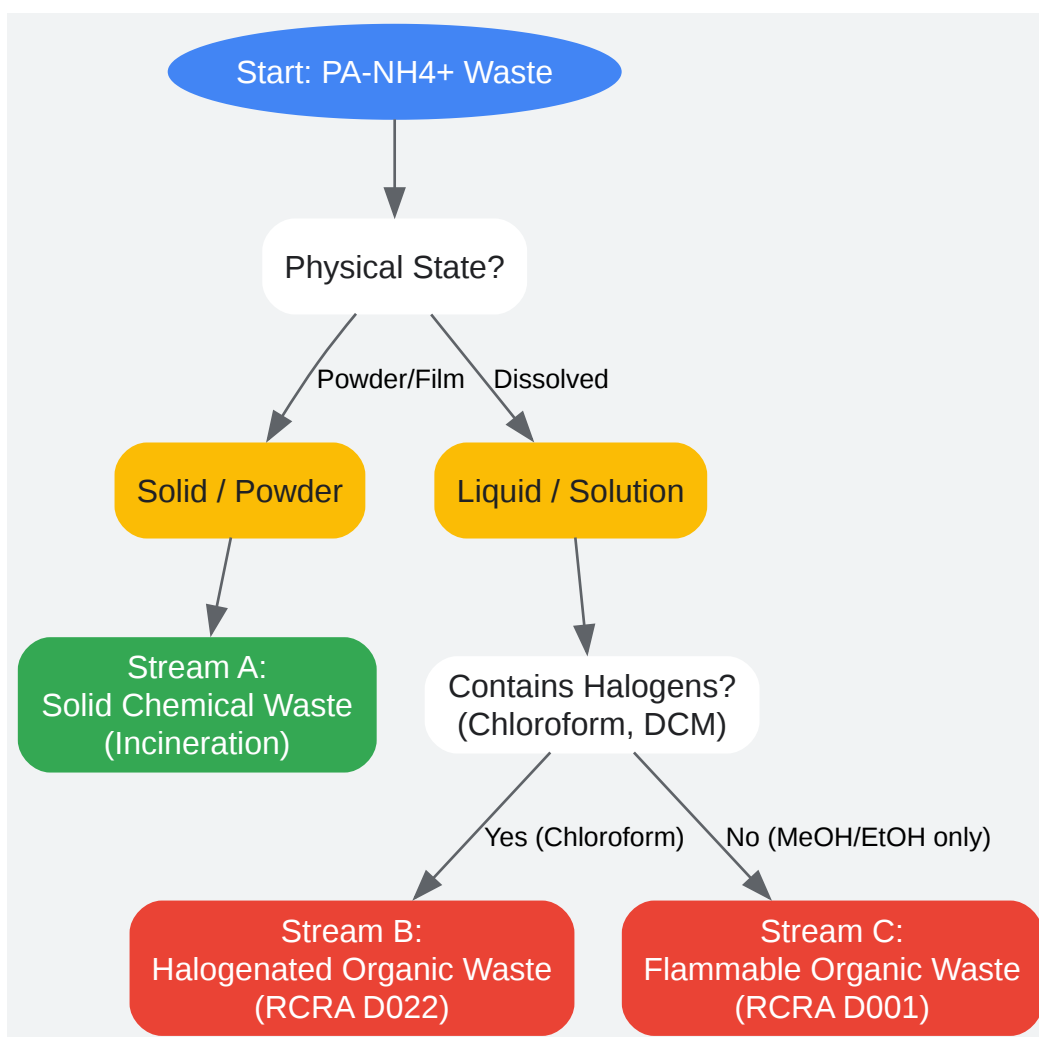 Start: PA-NH4+ Waste
Physical State?
Powder/Film
Dissolved
Solid / Powder
Liquid / Solution
Stream A:
Solid Chemical Waste
(Incineration)
Contains Halogens?
(Chloroform, DCM)
Yes (Chloroform)
No (MeOH/EtOH only)
Stream B:
Halogenated Organic Waste
(RCRA D022)
Stream C:
Flammable Organic Waste
(RCRA D001)